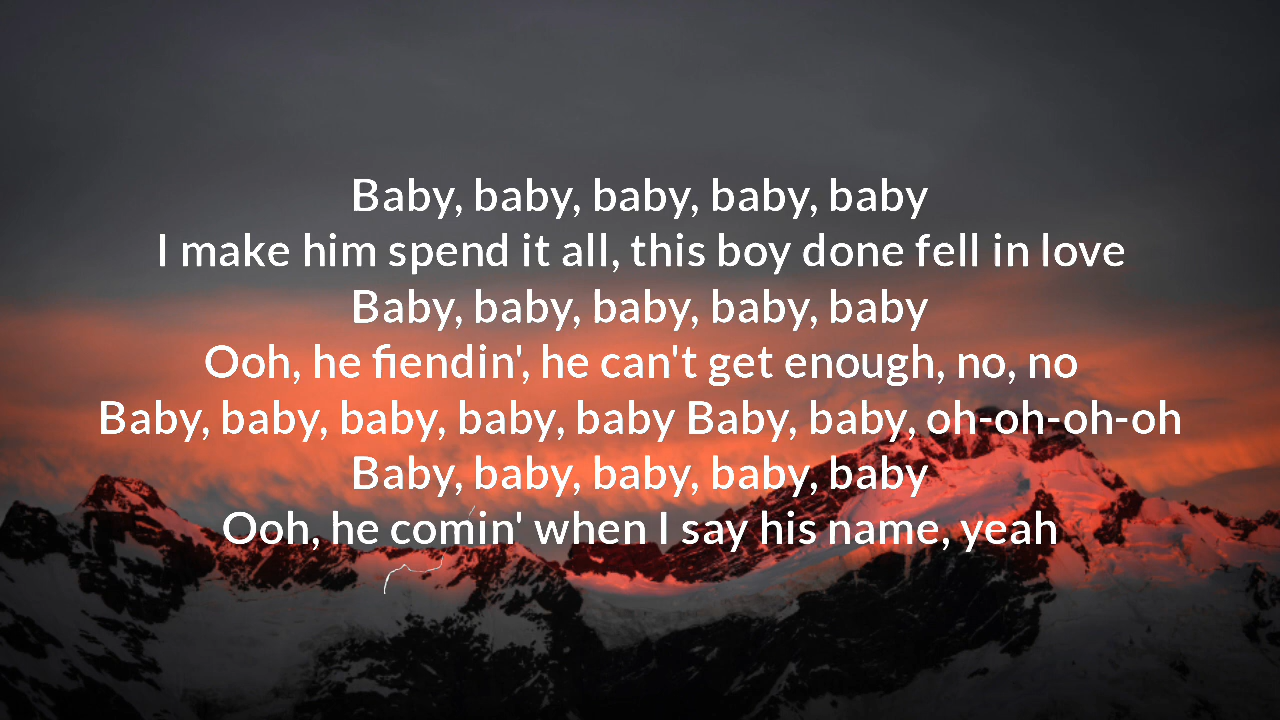 Baby, baby, baby, baby, baby
I make him spend it all, this boy done fell in love
Baby, baby, baby, baby, baby
Ooh, he fiendin', he can't get enough, no, no
Baby, baby, baby, baby, baby Baby, baby, oh-oh-oh-oh
Baby, baby, baby, baby, baby
Ooh, he comin' when I say his name, yeah